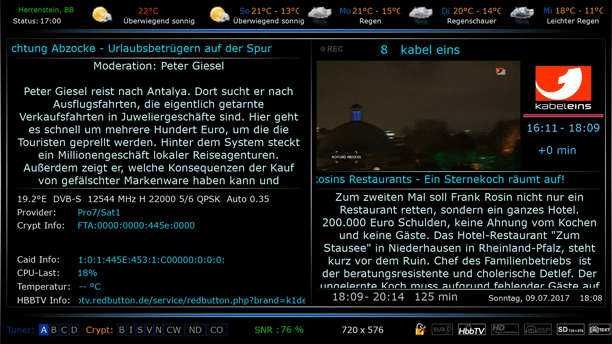 Herrenstein, BB
Status: 17:00
22°C
Überwiegend sonnig
So 21°C - 13°C
Überwiegend sonnig
Mo 21°C - 15°C
Regen
Di 20°C - 14°C
Regenschauer
Mi 18°C - 11°C
Leichter Regen
chtung Abzocke - Urlaubsbetrügern auf der Spur
Moderation: Peter Giesel
Peter Giesel reist nach Antalya. Dort sucht er nach
Ausflugsfahrten, die eigentlich getarnte
Verkaufsfahrten in Juweliergeschäfte sind. Hier geht
es schnell um mehrere Hundert Euro, um die die
Touristen geprellt werden. Hinter dem System steckt
ein Millionengeschäft lokaler Reiseagenturen.
Außerdem zeigt er, welche Konsequenzen der Kauf
von gefälschter Markenware haben kann und
19.2°E DVB-S 12544 MHz H 22000 5/6 QPSK Auto 0.35
Provider: Pro7/Sat1
Crypt Info: FTA:0000:0000:445e:0000
Caid Info: 1:0:1:445E:453:1:C00000:0:0:0:
CPU-Last: 18%
Temperatur: -- °C
HBBTV Info: otv.redbutton.de/service/redbutton.php?brand=k1de
REC
8 kabel eins
ACHTUNG ABZOCKE!
kabeleins
16:11 - 18:09
+0 min
Rosins Restaurants - Ein Sternekoch räumt auf!
Zum zweiten Mal soll Frank Rosin nicht nur ein
Restaurant retten, sondern ein ganzes Hotel.
200.000 Euro Schulden, keine Ahnung vom Kochen
und keine Gäste. Das Hotel-Restaurant "Zum
Stausee" in Niederhausen in Rheinland-Pfalz, steht
kurz vor dem Ruin. Chef des Familienbetriebs ist
der beratungsresistente und cholerische Detlef. Der
ungelernte Koch muss aufgrund fehlender Gäste auf
18:09- 20:14 125 min
Sonntag, 09.07.2017 18:08
Tuner: A B C D
Crypt: B I S V N CW ND CO
SNR : 76 %
720 x 576
HbbTV
HD
SD 720×576
TEXT